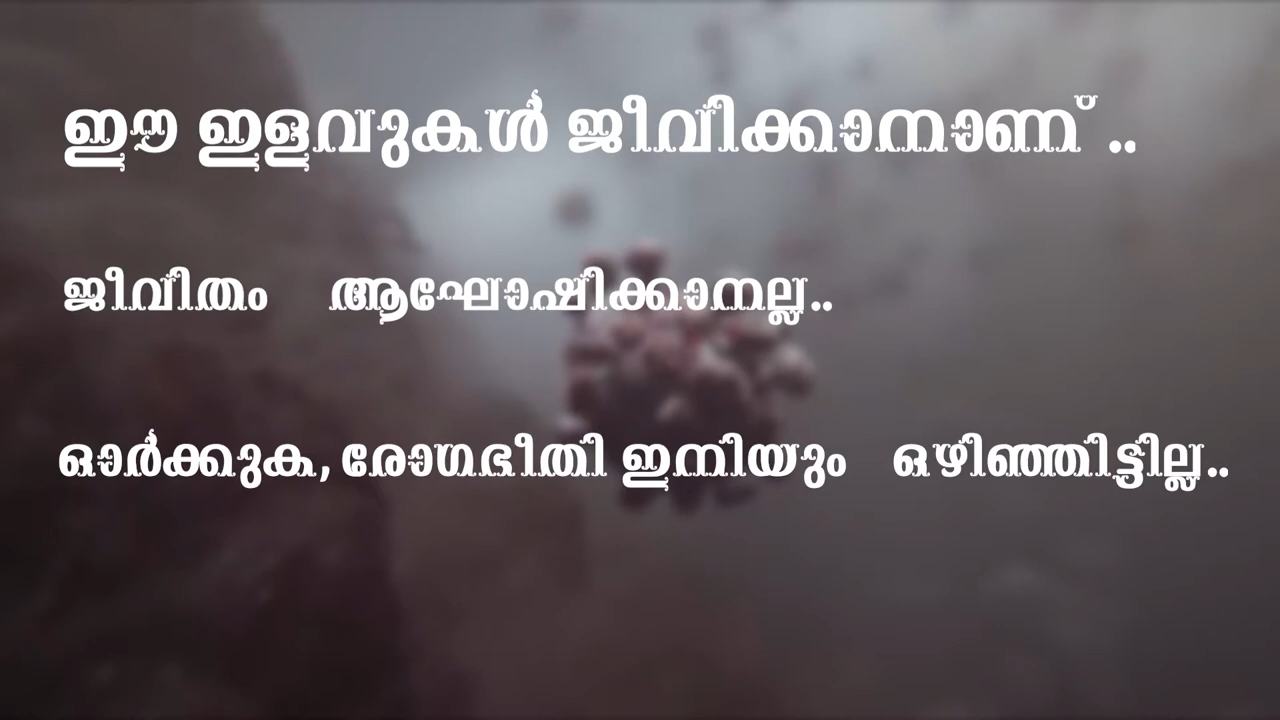 ഈ ഇളവുകൾ ജീവിക്കാനാണ് ..
ജീവിതം ആഘോഷിക്കാനല്ല..
ഓർക്കുക, രോഗഭീതി ഇനിയും ഒഴിഞ്ഞിട്ടില്ല..